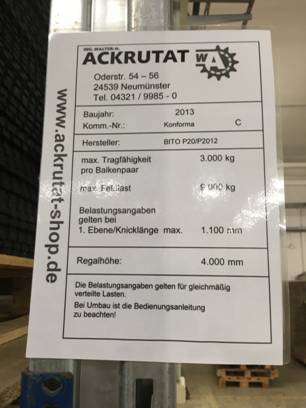 ING. WALTER H.
ACKRUTAT
WA
Oderstr. 54 – 56
24539 Neumünster
Tel. 04321 / 9985 - 0
www.ackrutat-shop.de
Baujahr: 2013
Komm.-Nr.: Konforma C
Hersteller: BITO P20/P2012
max. Tragfähigkeit 3.000 kg
pro Balkenpaar
max. Feldlast 9.000 kg
Belastungsangaben
gelten bei
1. Ebene/Knicklänge max. 1.100 mm
Regalhöhe: 4.000 mm
Die Belastungsangaben gelten für gleichmäßig
verteilte Lasten.
Bei Umbau ist die Bedienungsanleitung
zu beachten!